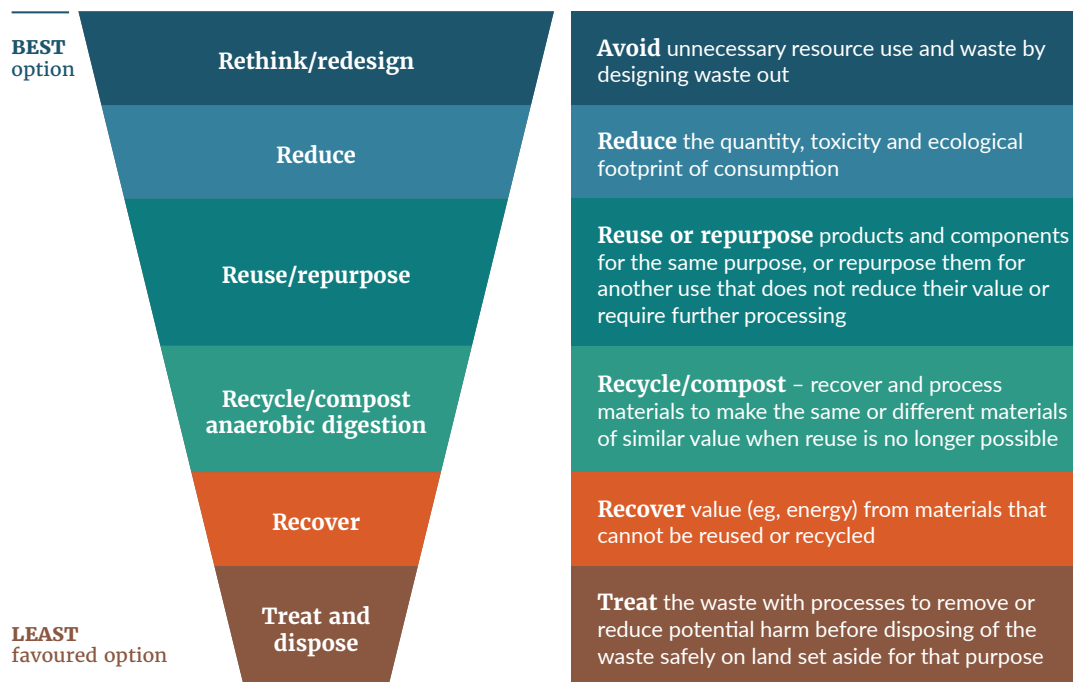 BEST
option
Rethink/redesign
Avoid unnecessary resource use and waste by
designing waste out
Reduce
Reduce the quantity, toxicity and ecological
footprint of consumption
Reuse/repurpose
Reuse or repurpose products and components
for the same purpose, or repurpose them for
another use that does not reduce their value or
require further processing
Recycle/compost
anaerobic digestion
Recycle/compost – recover and process
materials to make the same or different materials
of similar value when reuse is no longer possible
Recover
Recover value (eg, energy) from materials that
cannot be reused or recycled
LEAST
favoured option
Treat and
dispose
Treat the waste with processes to remove or
reduce potential harm before disposing of the
waste safely on land set aside for that purpose